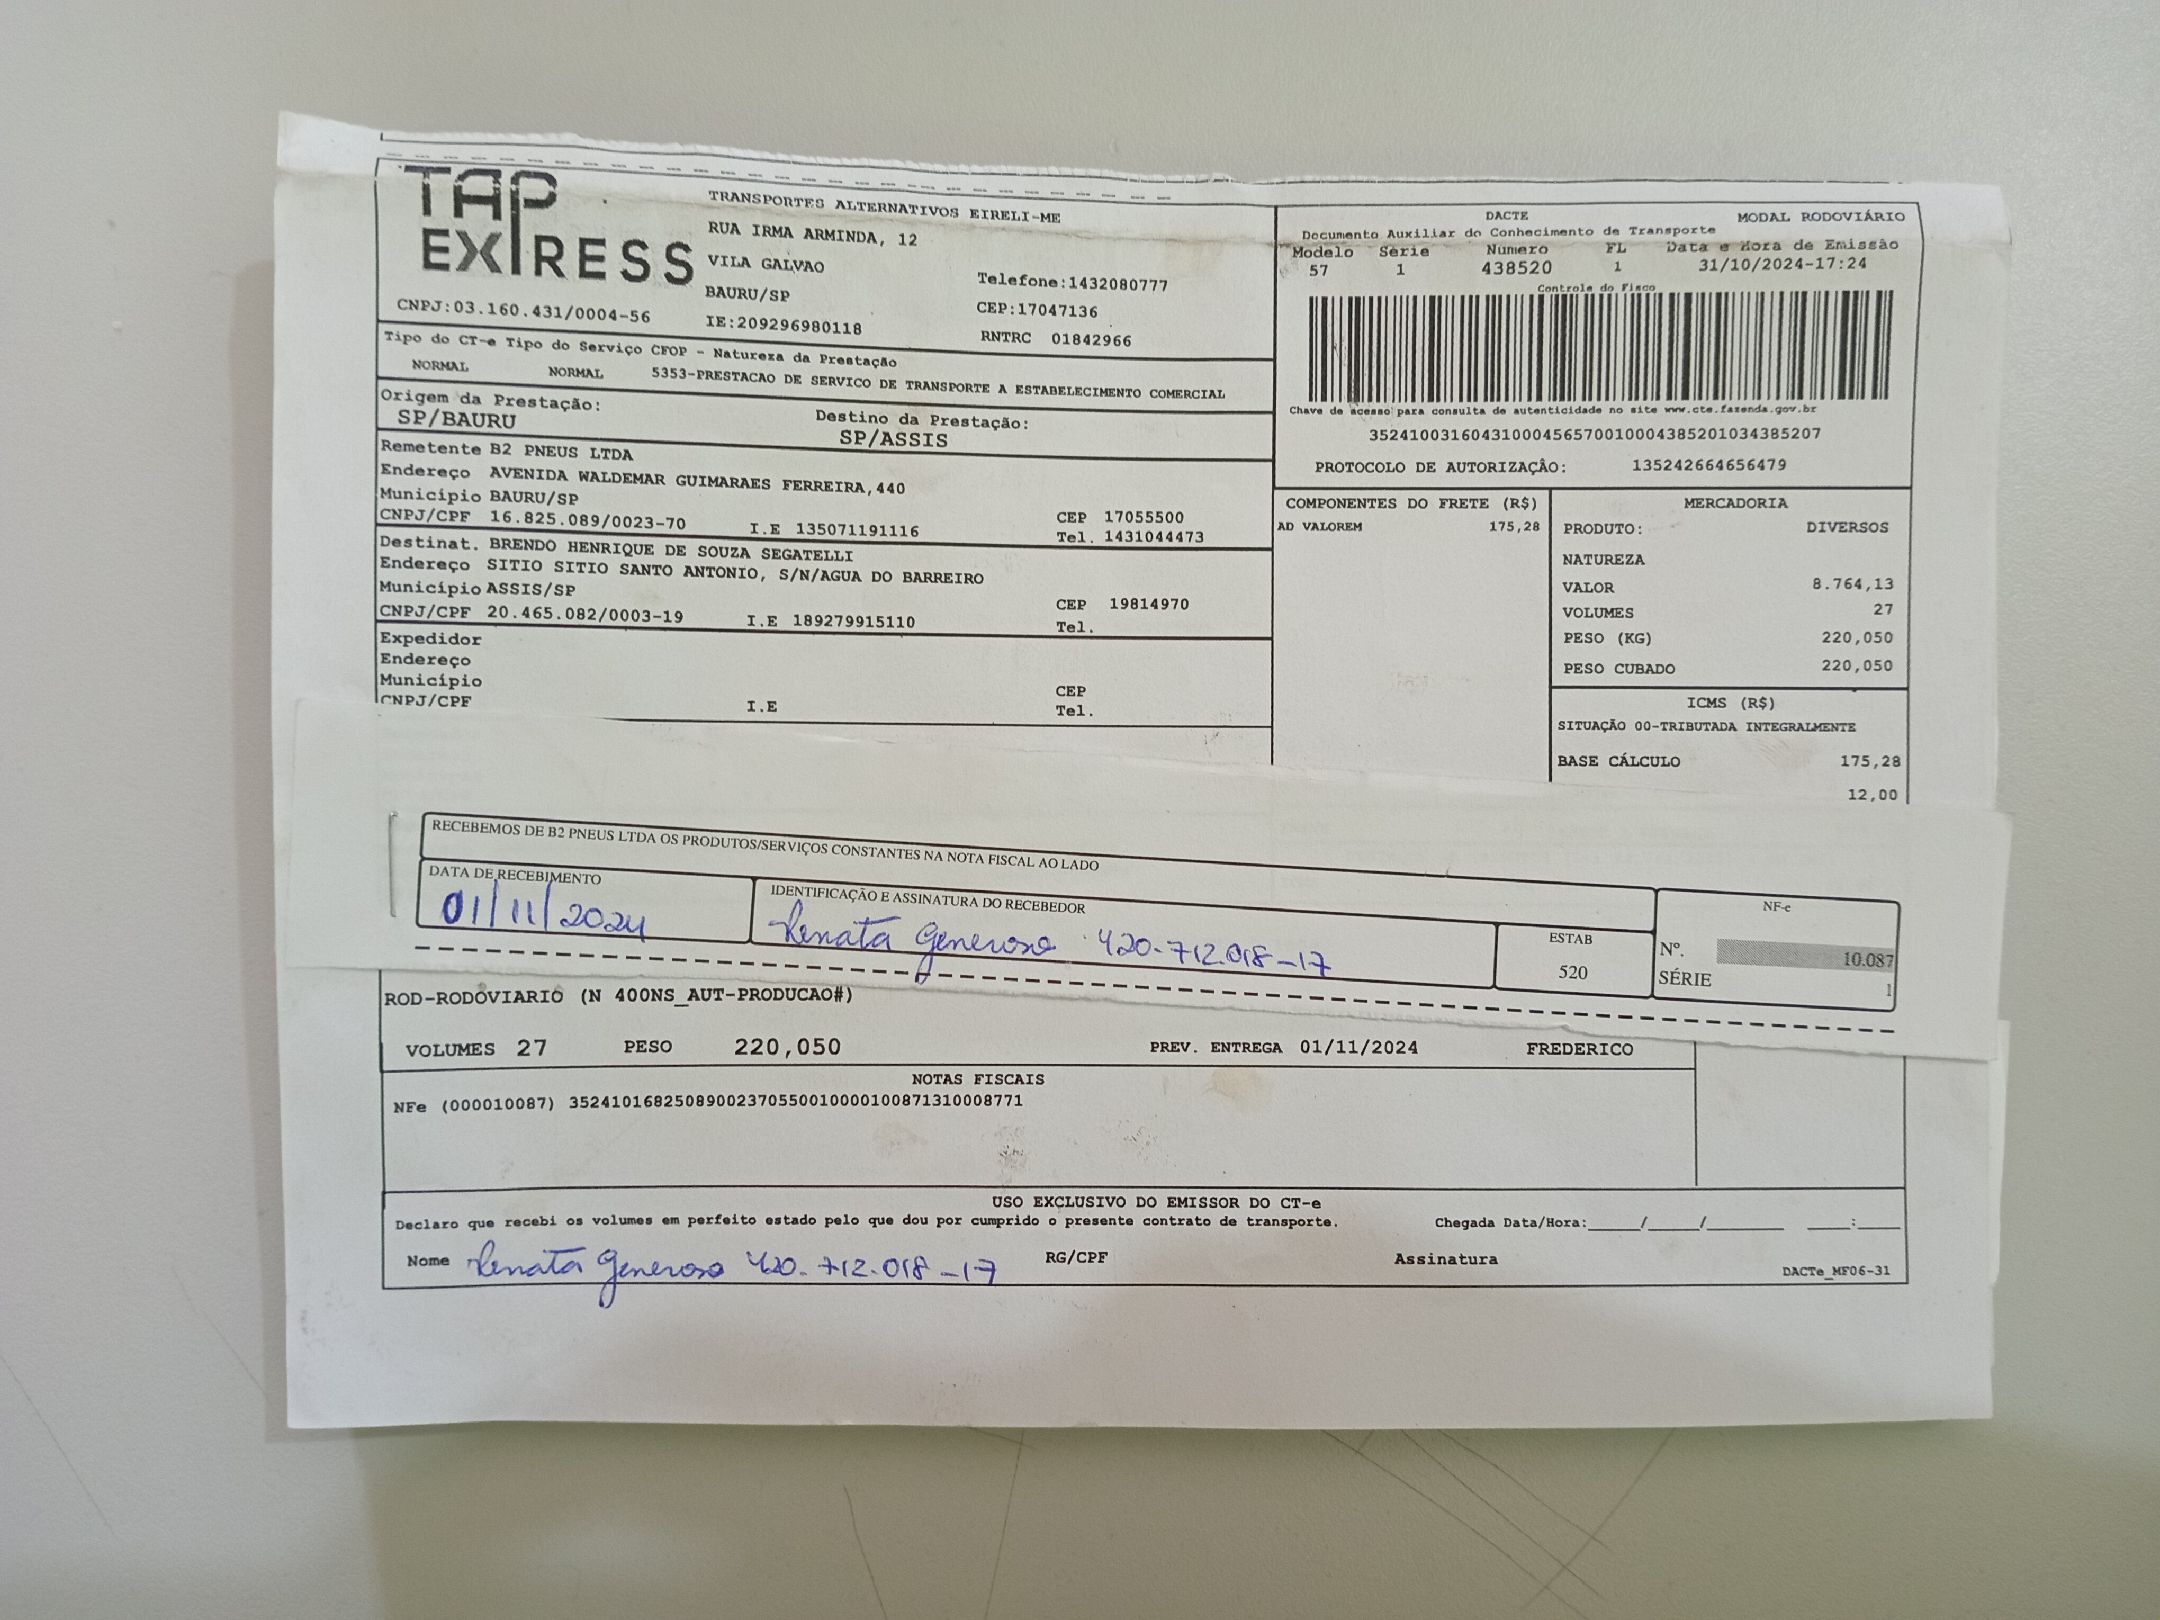 TAP EXPRESS
TRANSPORTES ALTERNATIVOS EIRELI-ME
RUA IRMA ARMINDA, 12
VILA GALVAO
BAURU/SP
Telefone:1432080777
CEP:17047136
CNPJ:03.160.431/0004-56
IE:209296980118
RNTRC 01842966
DACTE MODAL RODOVIÁRIO
Documento Auxiliar do Conhecimento de Transporte
Modelo Série Número FL Data e Hora de Emissão
57 1 438520 1 31/10/2024-17:24
Controle do Fisco
Chave de acesso para consulta de autenticidade no site www.cte.fazenda.gov.br
35241003160431000456570010004385201034385207
PROTOCOLO DE AUTORIZAÇÂO: 135242664656479
Tipo do CT-e Tipo do Serviço CFOP - Natureza da Prestação
NORMAL NORMAL 5353-PRESTACAO DE SERVICO DE TRANSPORTE A ESTABELECIMENTO COMERCIAL
Origem da Prestação: Destino da Prestação:
SP/BAURU SP/ASSIS
Remetente B2 PNEUS LTDA
Endereço AVENIDA WALDEMAR GUIMARAES FERREIRA,440
Município BAURU/SP CEP 17055500
CNPJ/CPF 16.825.089/0023-70 I.E 135071191116 Tel. 1431044473
Destinat. BRENDO HENRIQUE DE SOUZA SEGATELLI
Endereço SITIO SITIO SANTO ANTONIO, S/N/AGUA DO BARREIRO
Município ASSIS/SP CEP 19814970
CNPJ/CPF 20.465.082/0003-19 I.E 189279915110 Tel.
Expedidor
Endereço
Município CEP
CNPJ/CPF I.E Tel.
COMPONENTES DO FRETE (R$)
AD VALOREM 175,28
MERCADORIA
PRODUTO: DIVERSOS
NATUREZA
VALOR 8.764,13
VOLUMES 27
PESO (KG) 220,050
PESO CUBADO 220,050
ICMS (R$)
SITUAÇÃO 00-TRIBUTADA INTEGRALMENTE
BASE CÁLCULO 175,28
12,00
RECEBEMOS DE B2 PNEUS LTDA OS PRODUTOS/SERVIÇOS CONSTANTES NA NOTA FISCAL AO LADO
DATA DE RECEBIMENTO
01/11/2024
IDENTIFICAÇÃO E ASSINATURA DO RECEBEDOR
Renata Generoso 420.712.018-17
ESTAB
520
NF-e
Nº. 10.087
SÉRIE 1
ROD-RODOVIARIO (N 400NS_AUT-PRODUCAO#)
VOLUMES 27 PESO 220,050 PREV. ENTREGA 01/11/2024 FREDERICO
NOTAS FISCAIS
NFe (000010087) 35241016825089002370550010000100871310008771
USO EXCLUSIVO DO EMISSOR DO CT-e
Declaro que recebi os volumes em perfeito estado pelo que dou por cumprido o presente contrato de transporte. Chegada Data/Hora:_____/_____/________ _____:_____
Nome Renata Generoso 420.712.018-17 RG/CPF Assinatura
DACTe_MF06-31